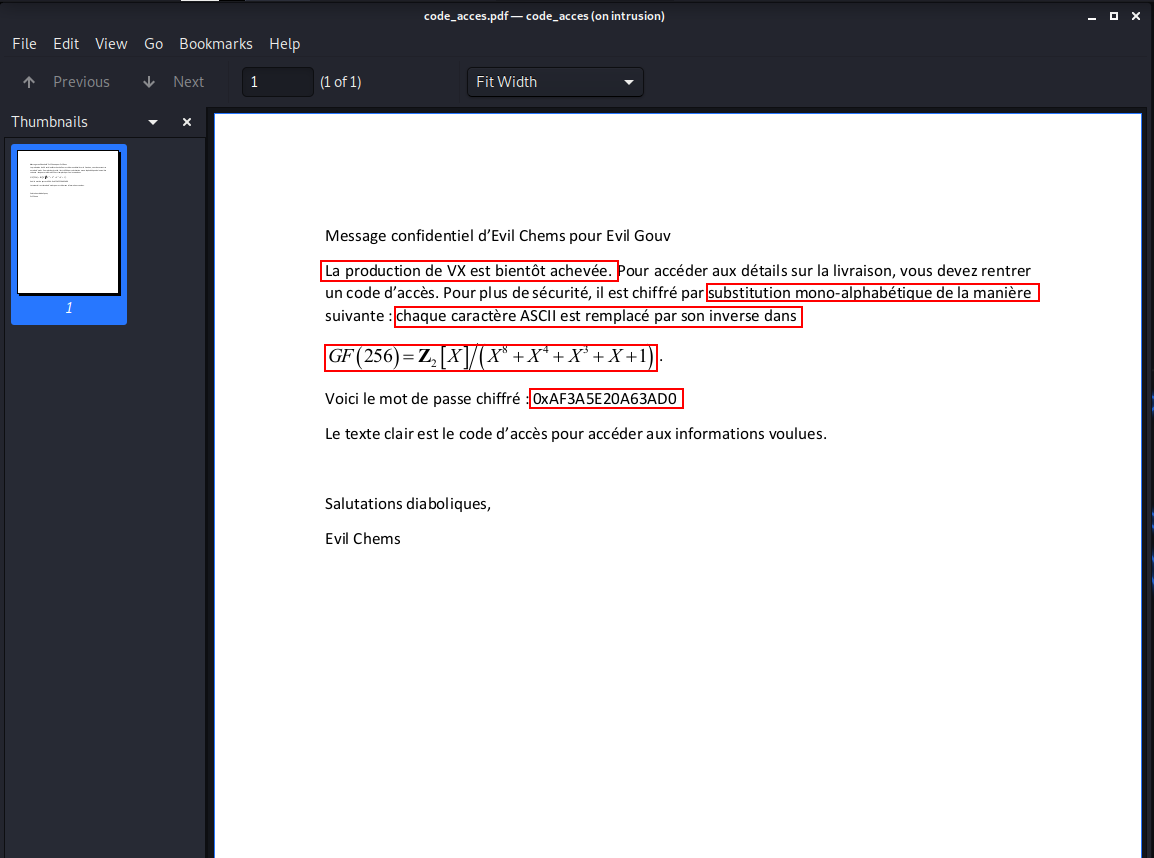 code_acces.pdf — code_acces (on intrusion)
File Edit View Go Bookmarks Help
Previous Next 1 (1 of 1) Fit Width
Thumbnails
1
Message confidentiel d’Evil Chems pour Evil Gouv
La production de VX est bientôt achevée. Pour accéder aux détails sur la livraison, vous devez rentrer
un code d’accès. Pour plus de sécurité, il est chiffré par substitution mono-alphabétique de la manière
suivante : chaque caractère ASCII est remplacé par son inverse dans
GF(256) = Z₂[X]/(X⁸ + X⁴ + X³ + X + 1).
Voici le mot de passe chiffré : 0xAF3A5E20A63AD0
Le texte clair est le code d’accès pour accéder aux informations voulues.
Salutations diaboliques,
Evil Chems